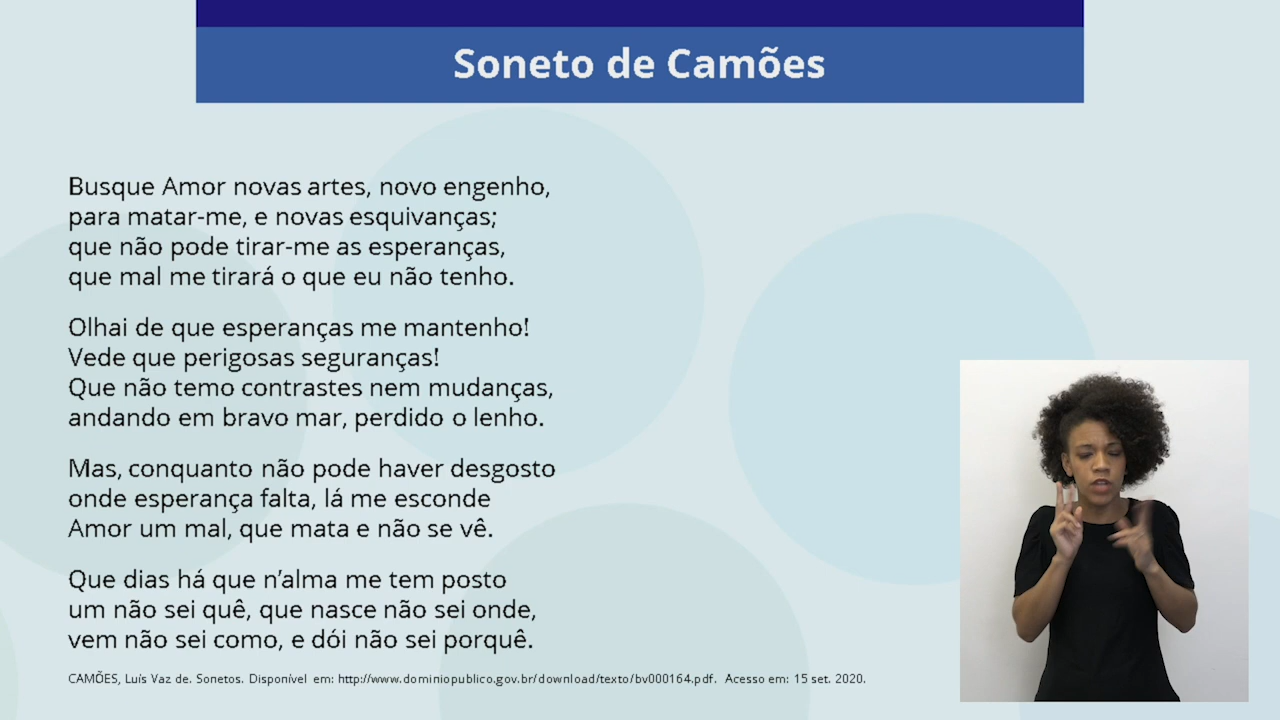 Soneto de Camões
Busque Amor novas artes, novo engenho,
para matar-me, e novas esquivanças;
que não pode tirar-me as esperanças,
que mal me tirará o que eu não tenho.
Olhai de que esperanças me mantenho!
Vede que perigosas seguranças!
Que não temo contrastes nem mudanças,
andando em bravo mar, perdido o lenho.
Mas, conquanto não pode haver desgosto
onde esperança falta, lá me esconde
Amor um mal, que mata e não se vê.
Que dias há que n’alma me tem posto
um não sei quê, que nasce não sei onde,
vem não sei como, e dói não sei porquê.
CAMÕES, Luís Vaz de. Sonetos. Disponível em: http://www.dominiopublico.gov.br/download/texto/bv000164.pdf. Acesso em: 15 set. 2020.